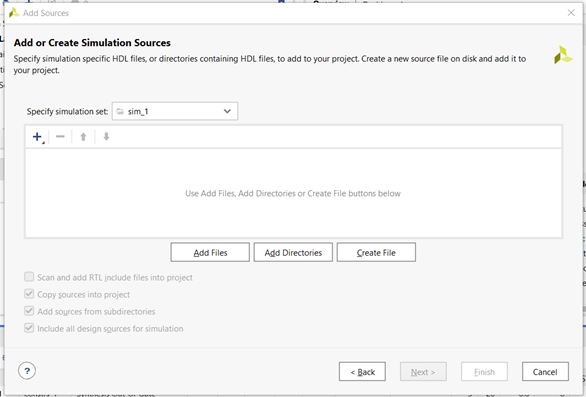 Add Sources
Add or Create Simulation Sources
Specify simulation specific HDL files, or directories containing HDL files, to add to your project. Create a new source file on disk and add it to
your project.
Specify simulation set: sim_1
Use Add Files, Add Directories or Create File buttons below
Add Files Add Directories Create File
Scan and add RTL include files into project
Copy sources into project
Add sources from subdirectories
Include all design sources for simulation
? < Back Next > Finish Cancel